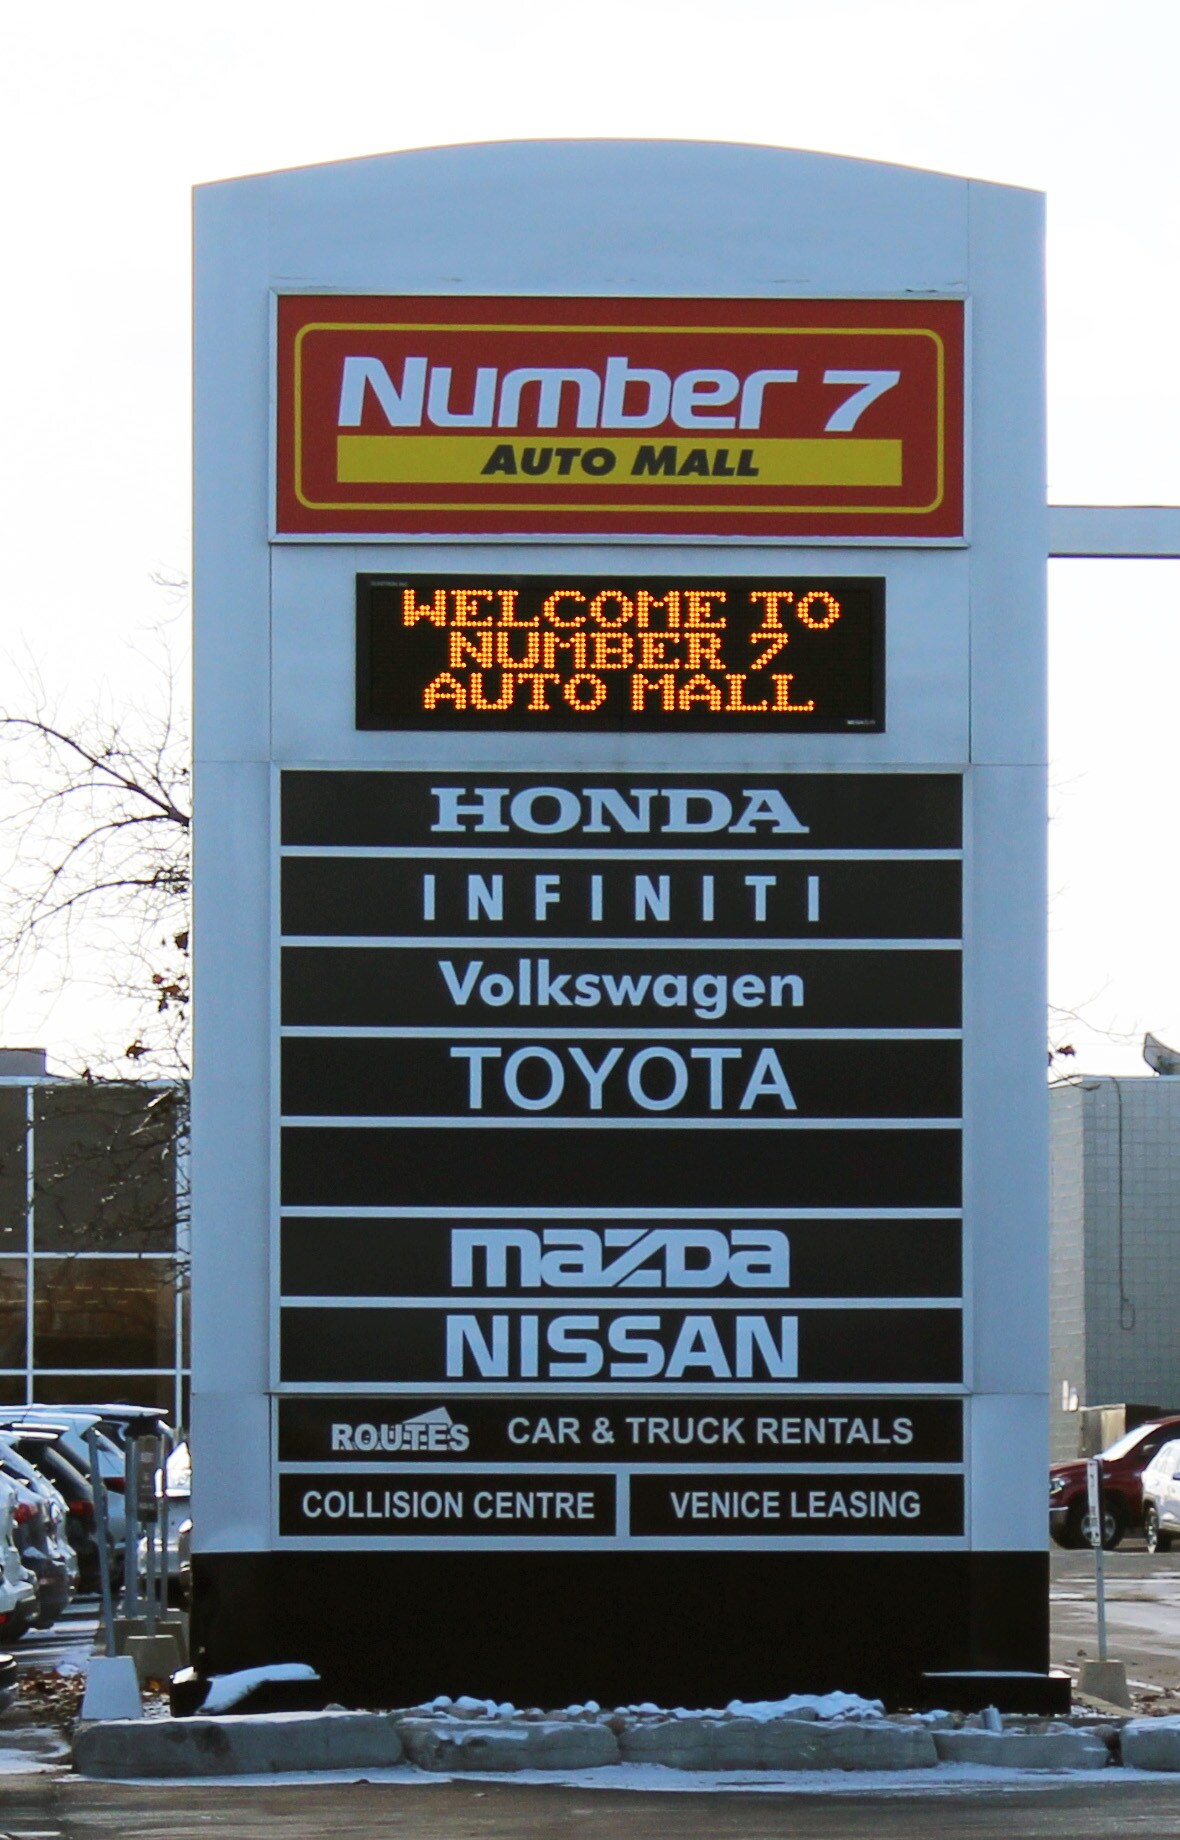 Number 7
AUTO MALL
WELCOME TO
NUMBER 7
AUTO MALL
HONDA
INFINITI
Volkswagen
TOYOTA
mazda
NISSAN
ROUTES CAR & TRUCK RENTALS
COLLISION CENTRE VENICE LEASING